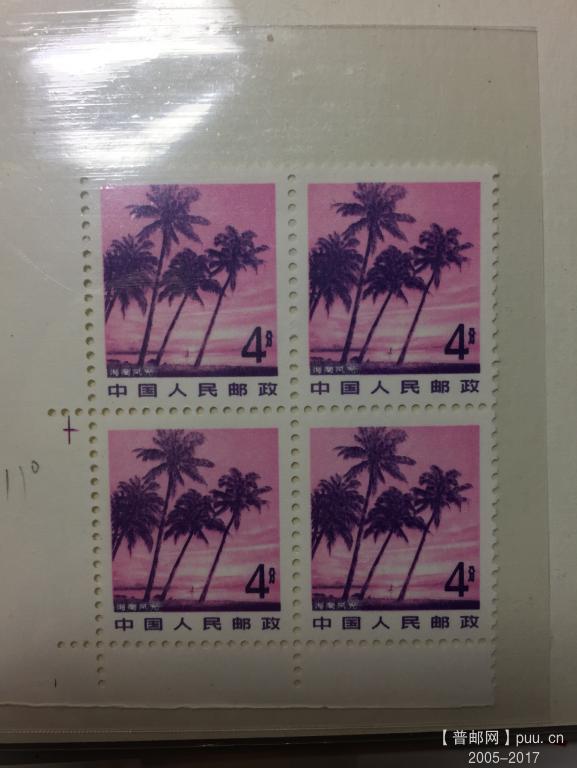 4分 4分
海南风光 海南风光
中国人民邮政 中国人民邮政
110
4分 4分
海南风光 海南风光
中国人民邮政 中国人民邮政
【普邮网】puu.cn
2005-2017